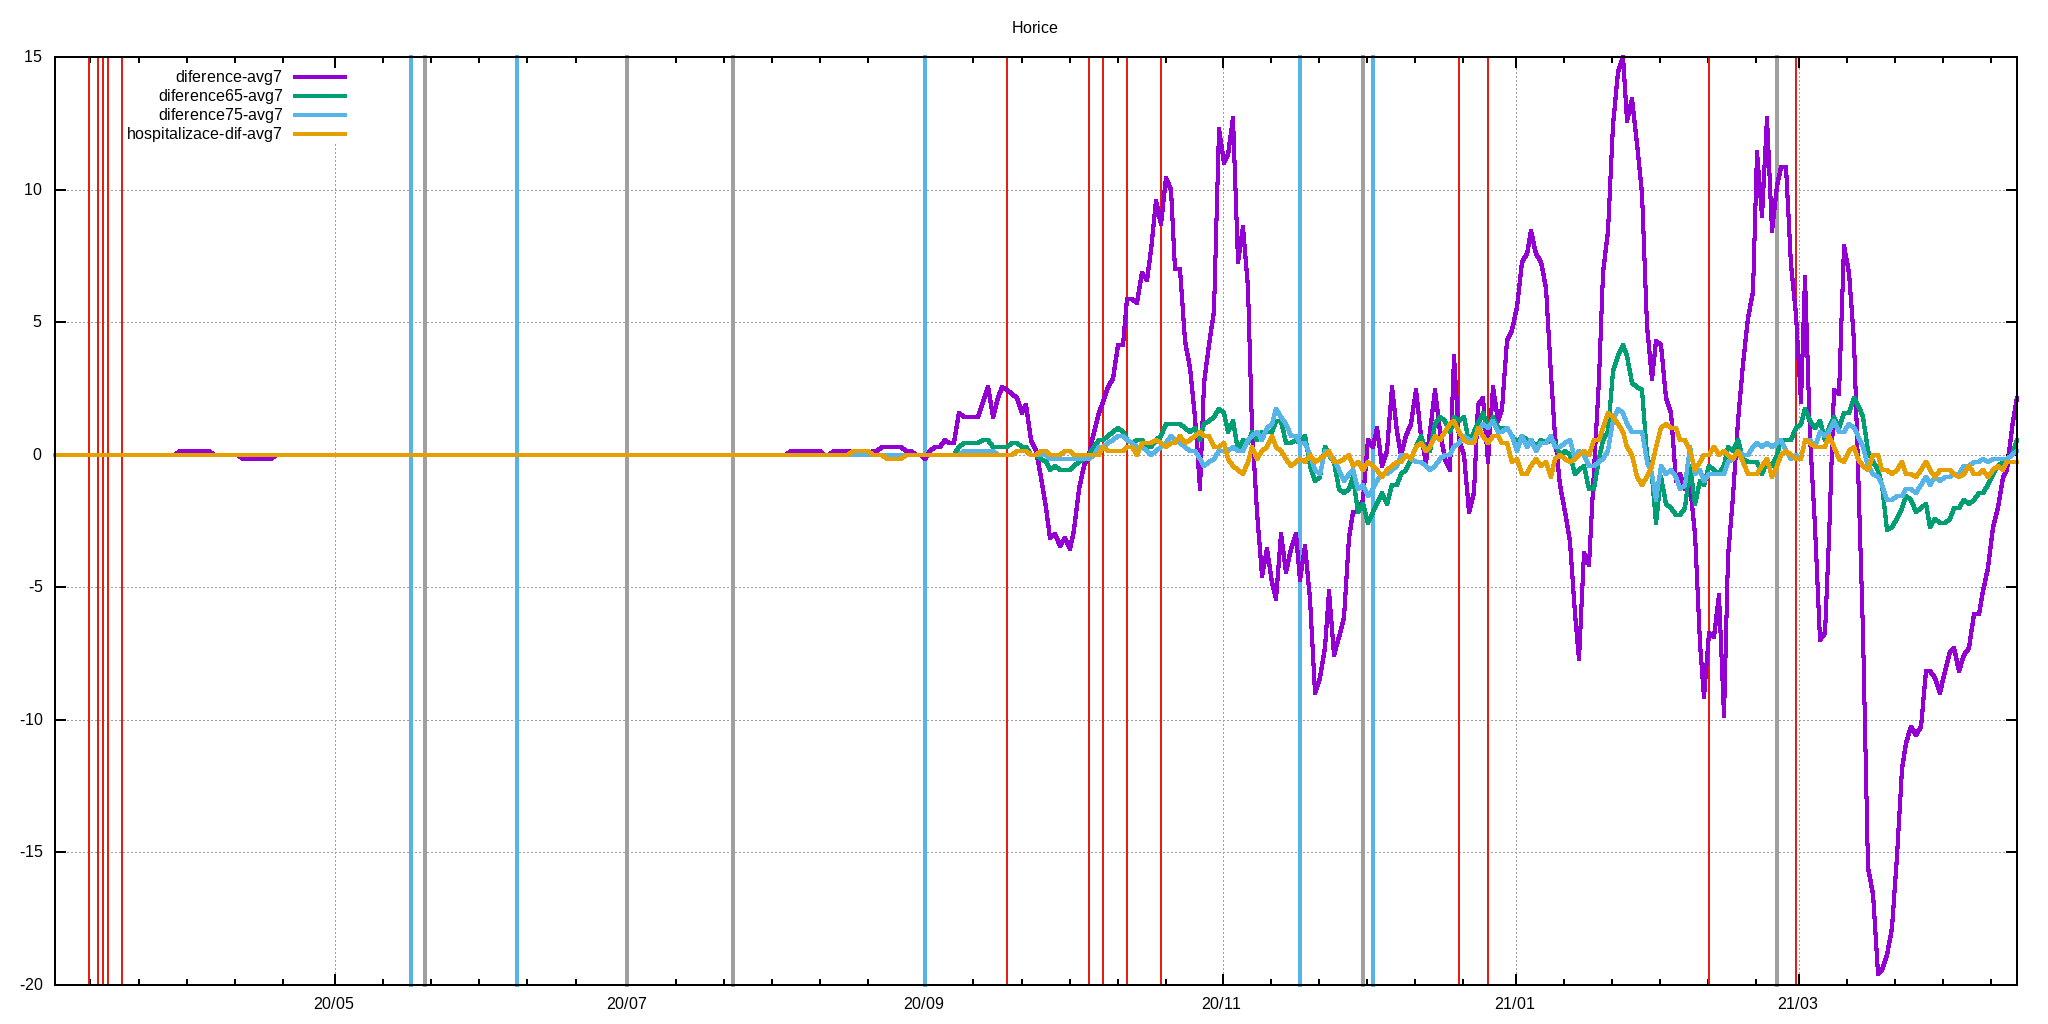 Horice
15
diference-avg7
diference65-avg7
diference75-avg7
hospitalizace-dif-avg7
10
5
0
-5
-10
-15
-20
20/05 20/07 20/09 20/11 21/01 21/03